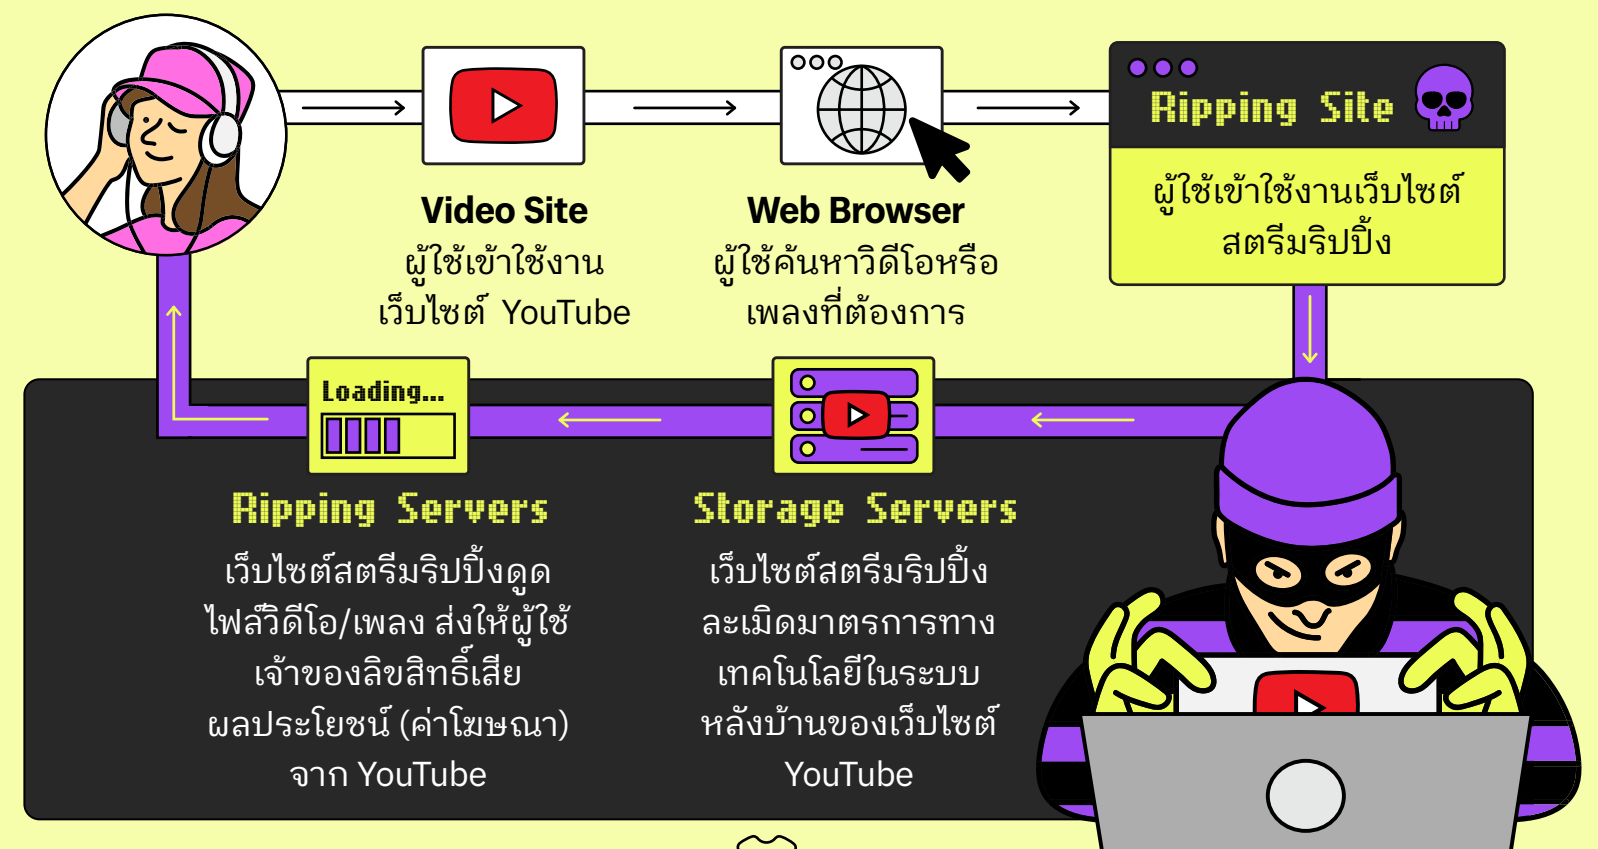 Ripping Site
ผู้ใช้เข้าใช้งานเว็บไซต์
สตรีมริปปิ้ง
Video Site
ผู้ใช้เข้าใช้งาน
เว็บไซต์ YouTube
Web Browser
ผู้ใช้ค้นหาวิดีโอหรือ
เพลงที่ต้องการ
Loading...
Ripping Servers
เว็บไซต์สตรีมริปปิ้งดูด
ไฟล์วิดีโอ/เพลง ส่งให้ผู้ใช้
เจ้าของลิขสิทธิ์เสีย
ผลประโยชน์ (ค่าโฆษณา)
จาก YouTube
Storage Servers
เว็บไซต์สตรีมริปปิ้ง
ละเมิดมาตรการทาง
เทคโนโลยีในระบบ
หลังบ้านของเว็บไซต์
YouTube